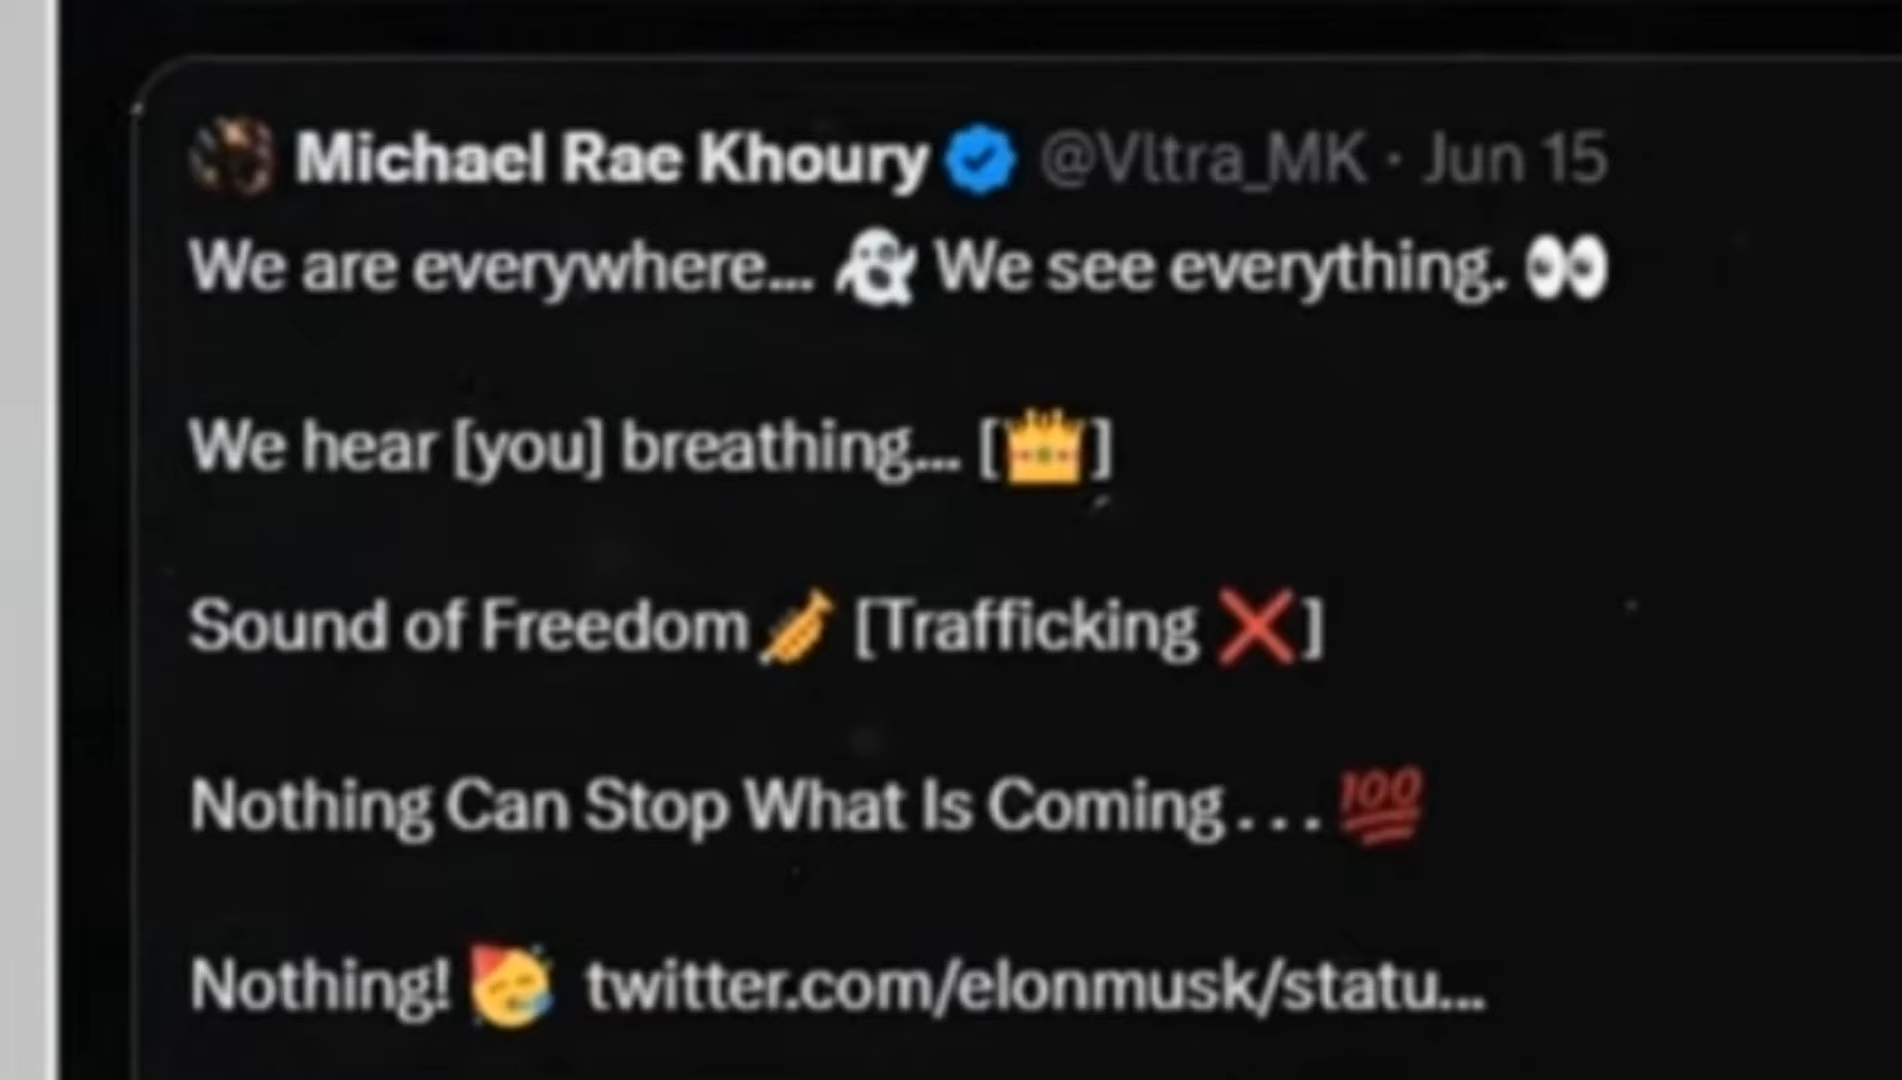 Michael Rae Khoury @Vltra_MK · Jun 15
We are everywhere... 👻 We see everything. 👀
We hear [you] breathing... [👑]
Sound of Freedom🎺 [Trafficking ❌]
Nothing Can Stop What Is Coming . . . 💯
Nothing! 🥳 twitter.com/elonmusk/statu...